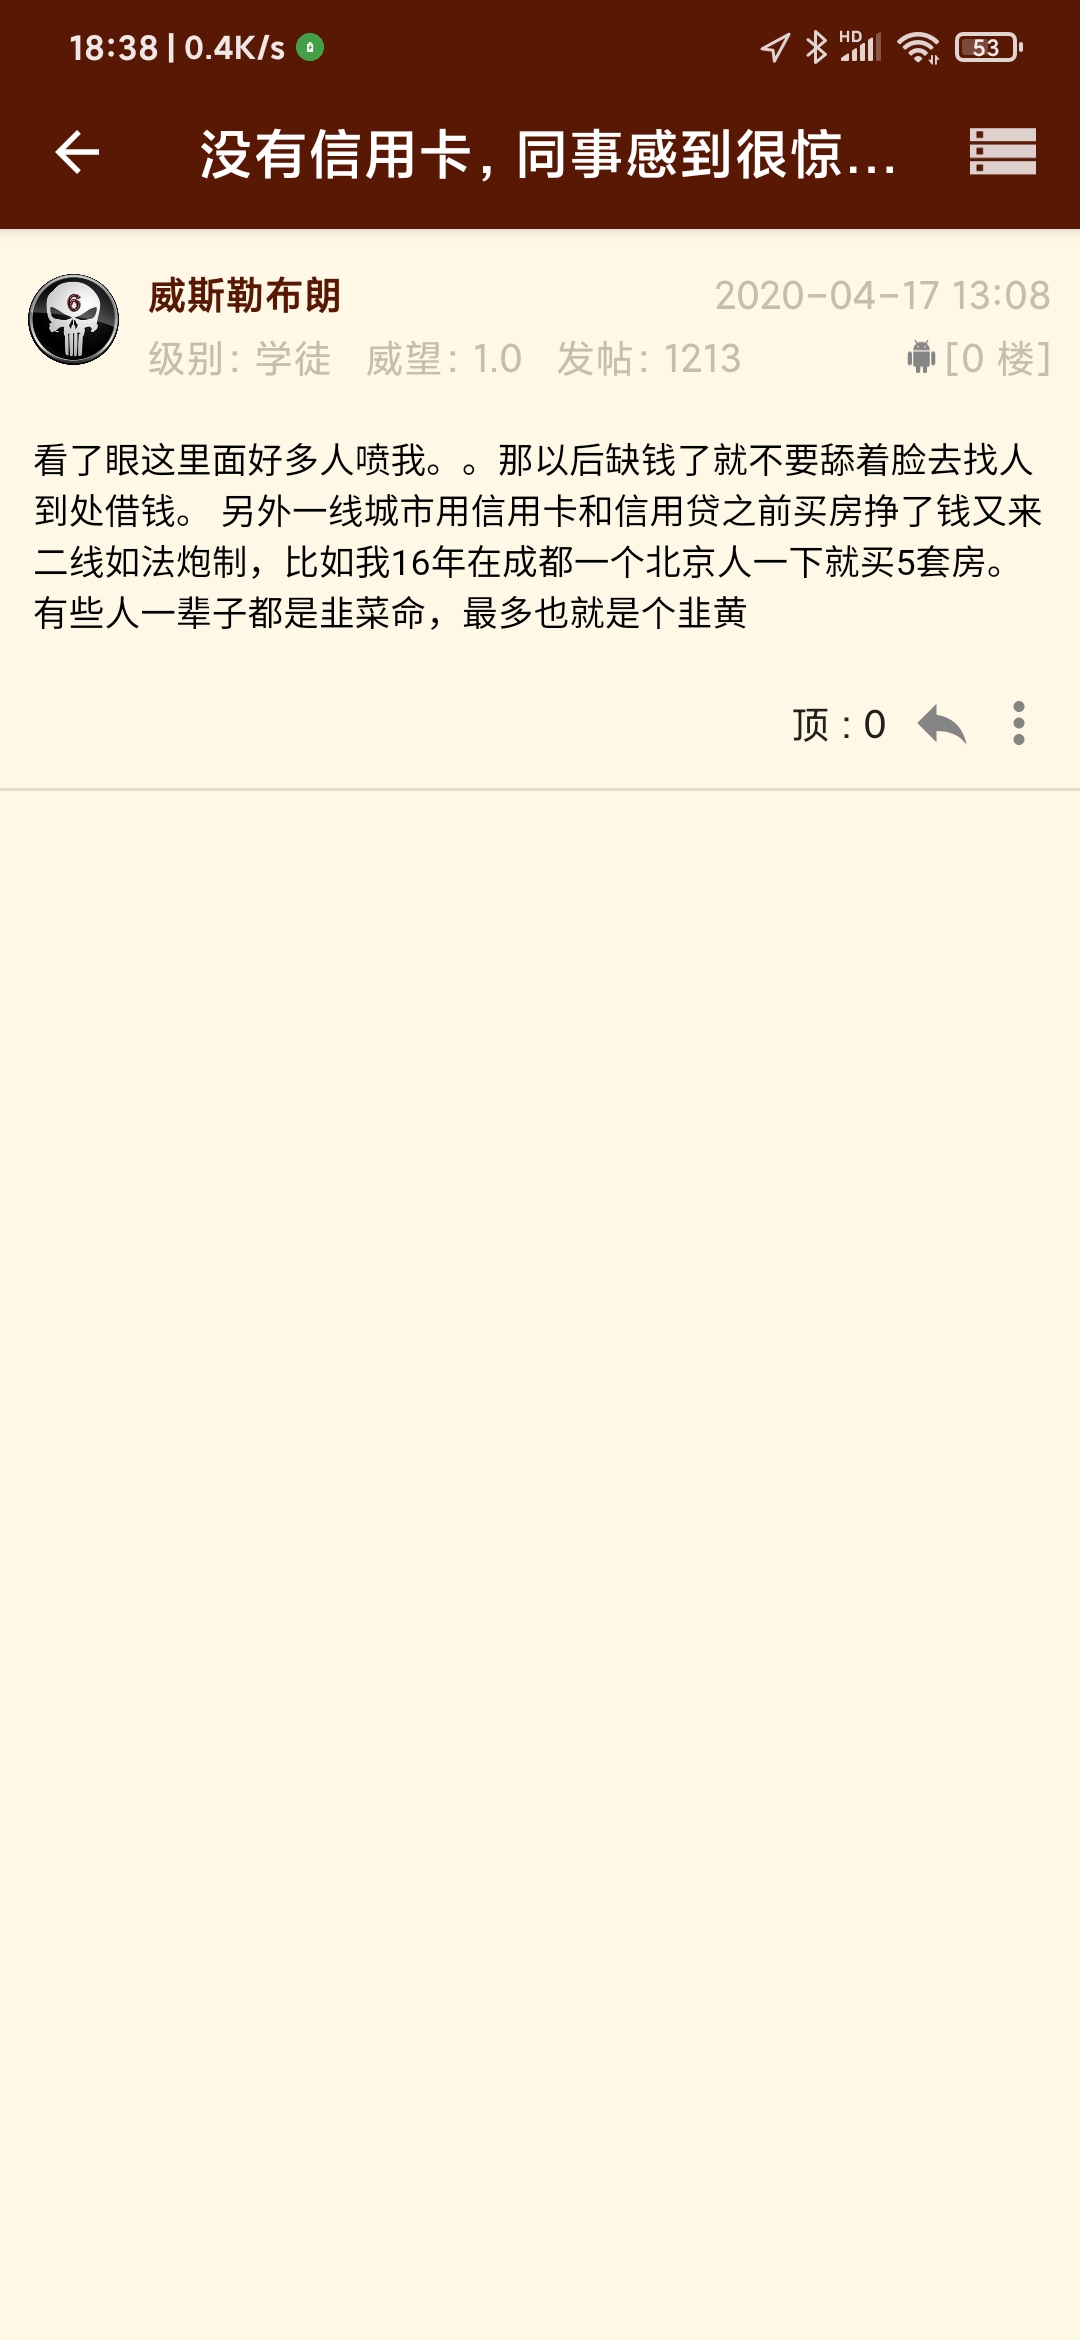 18:38 | 0.4K/s
HD
53
没有信用卡，同事感到很惊...
6
威斯勒布朗
2020-04-17 13:08
级别：学徒 威望：1.0 发帖：1213
[0 楼]
看了眼这里面好多人喷我。。那以后缺钱了就不要舔着脸去找人
到处借钱。 另外一线城市用信用卡和信用贷之前买房挣了钱又来
二线如法炮制，比如我16年在成都一个北京人一下就买5套房。
有些人一辈子都是韭菜命，最多也就是个韭黄
顶 : 0